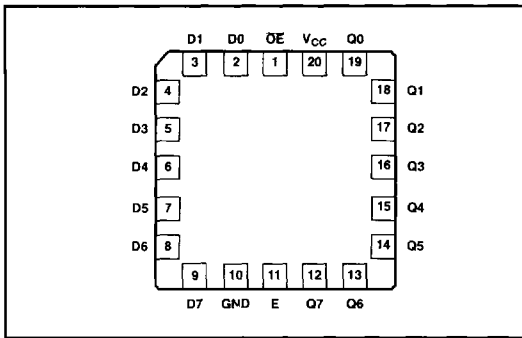 D1 D0 O̅E̅ VCC Q0
3 2 1 20 19
D2 4 18 Q1
D3 5 17 Q2
D4 6 16 Q3
D5 7 15 Q4
D6 8 14 Q5
9 10 11 12 13
D7 GND E Q7 Q6